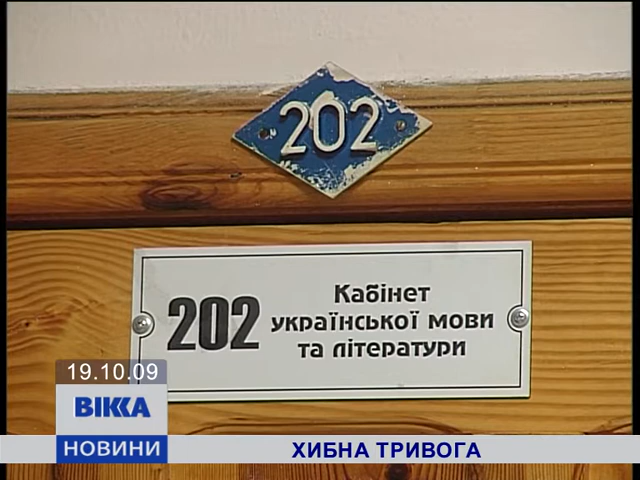 202
202
Кабінет
української мови
та літератури
19.10.09
ВІККА
НОВИНИ
ХИБНА ТРИВОГА